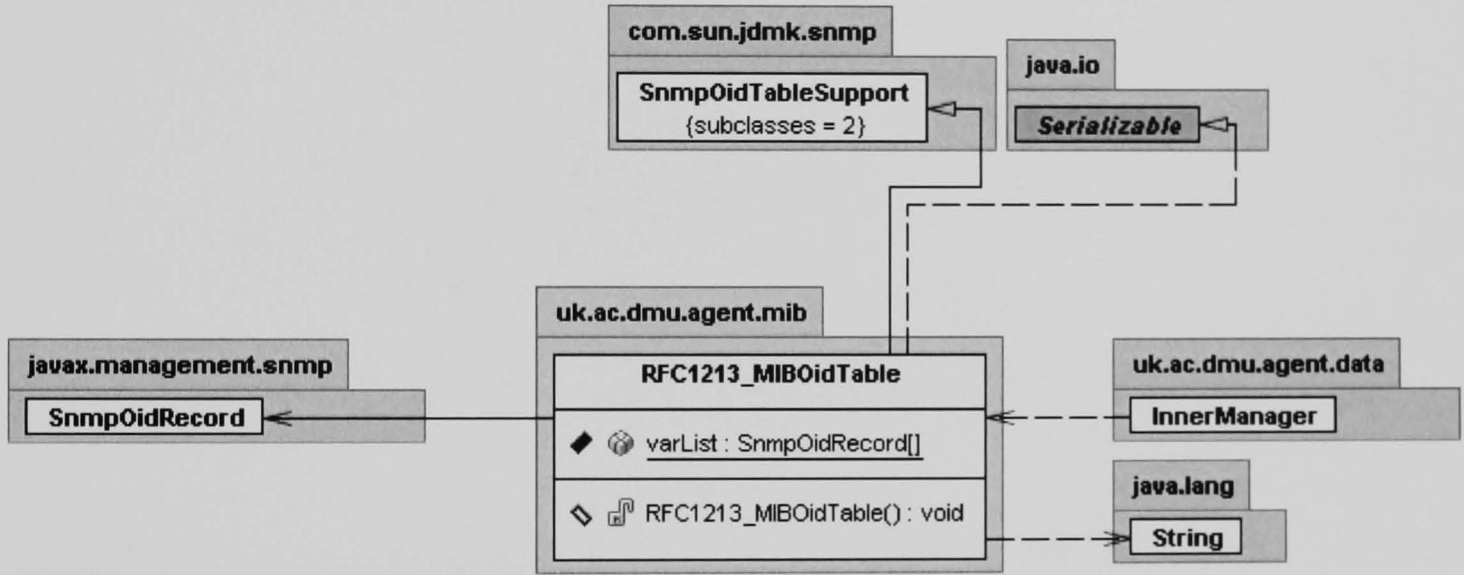 com.sun.jdmk.snmp
SnmpOidTableSupport
{subclasses = 2}
java.io
Serializable
uk.ac.dmu.agent.mib
RFC1213_MIBOidTable
varList : SnmpOidRecord[]
RFC1213_MIBOidTable() : void
javax.management.snmp
SnmpOidRecord
uk.ac.dmu.agent.data
InnerManager
java.lang
String